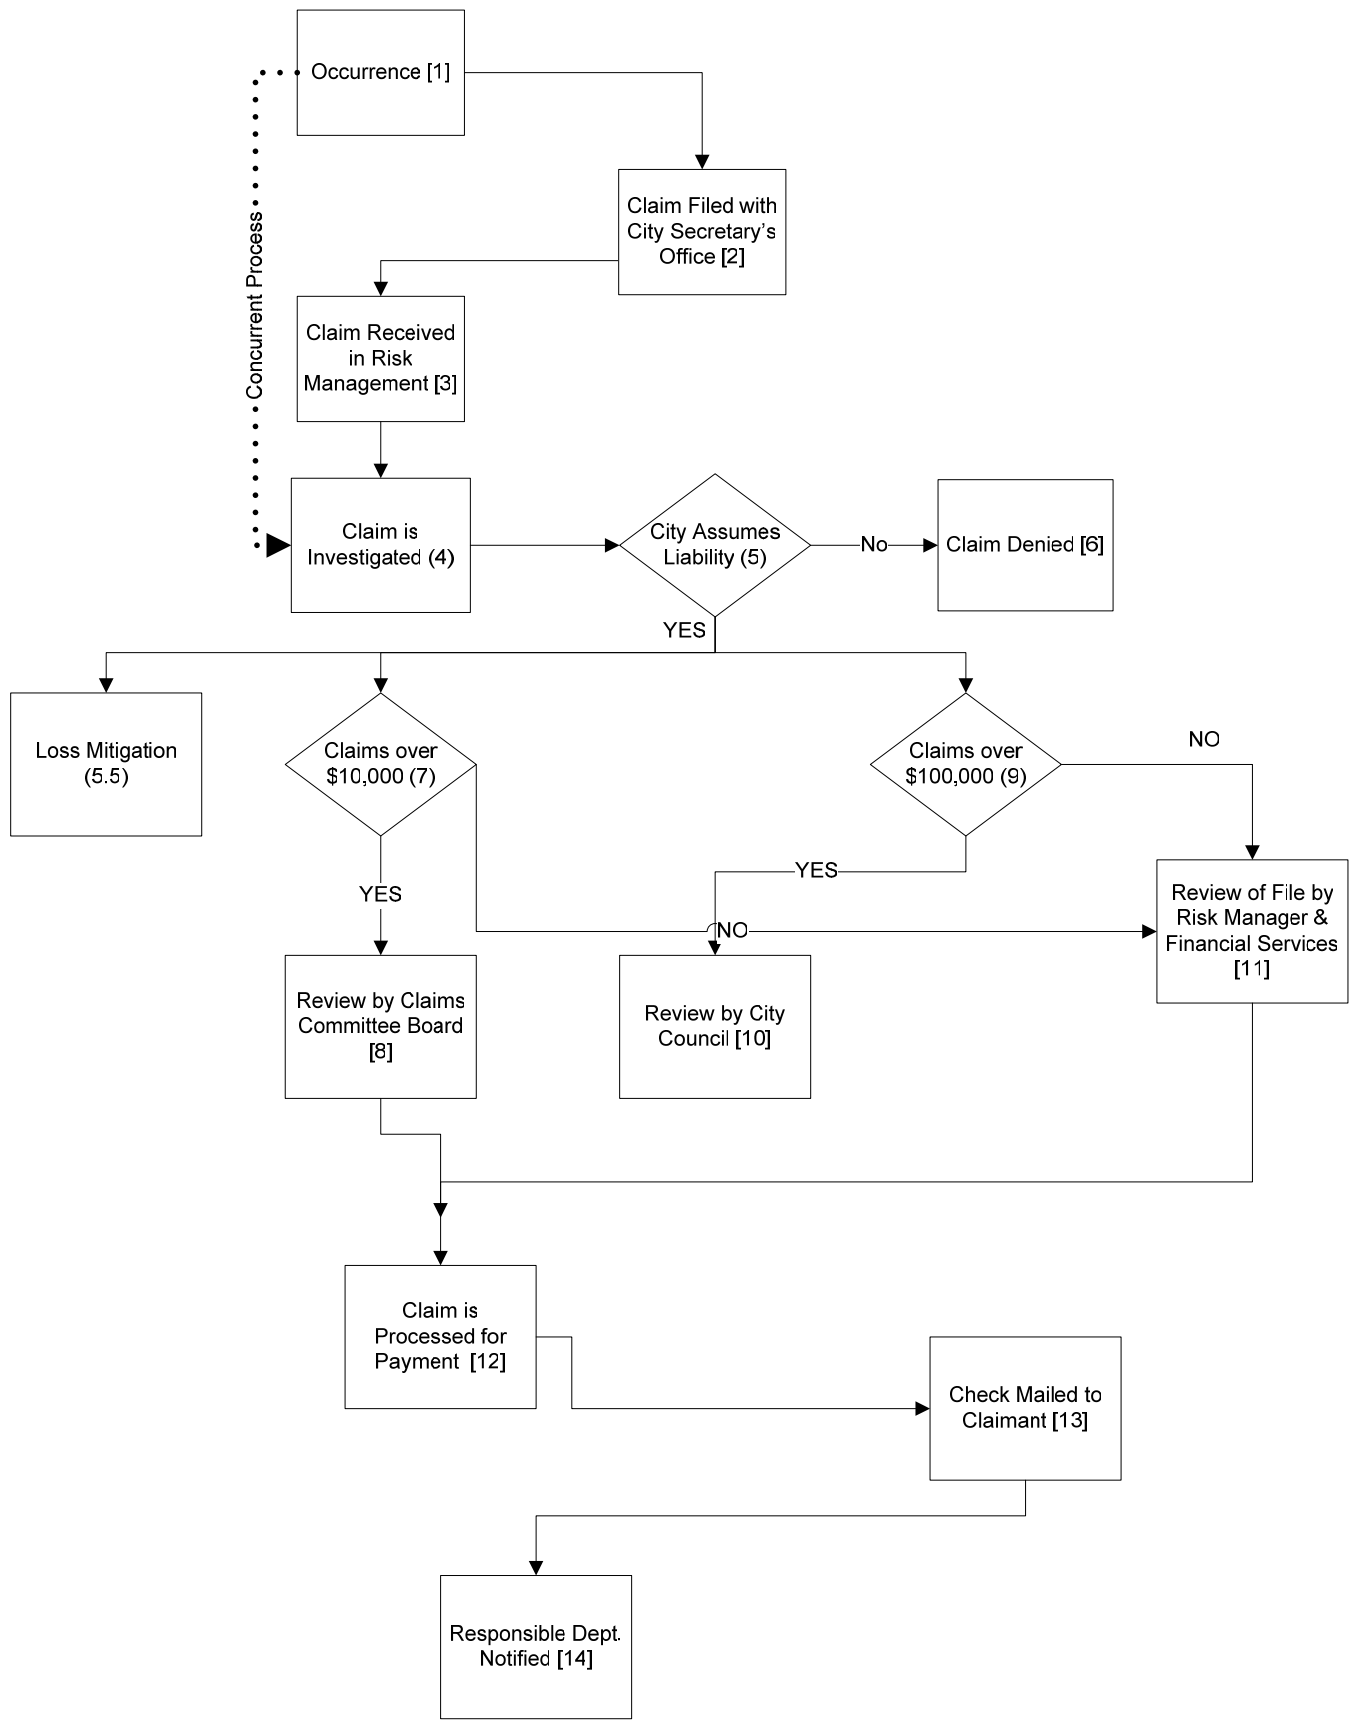 Occurrence [1]
Claim Filed with
City Secretary's
Office [2]
Concurrent Process
Claim Received
in Risk
Management [3]
Claim is
Investigated (4)
City Assumes
Liability (5)
No
Claim Denied [6]
YES
Loss Mitigation
(5.5)
Claims over
$10,000 (7)
Claims over
$100,000 (9)
NO
YES
YES
NO
Review of File by
Risk Manager &
Financial Services
[11]
Review by Claims
Committee Board
[8]
Review by City
Council [10]
Claim is
Processed for
Payment [12]
Check Mailed to
Claimant [13]
Responsible Dept.
Notified [14]